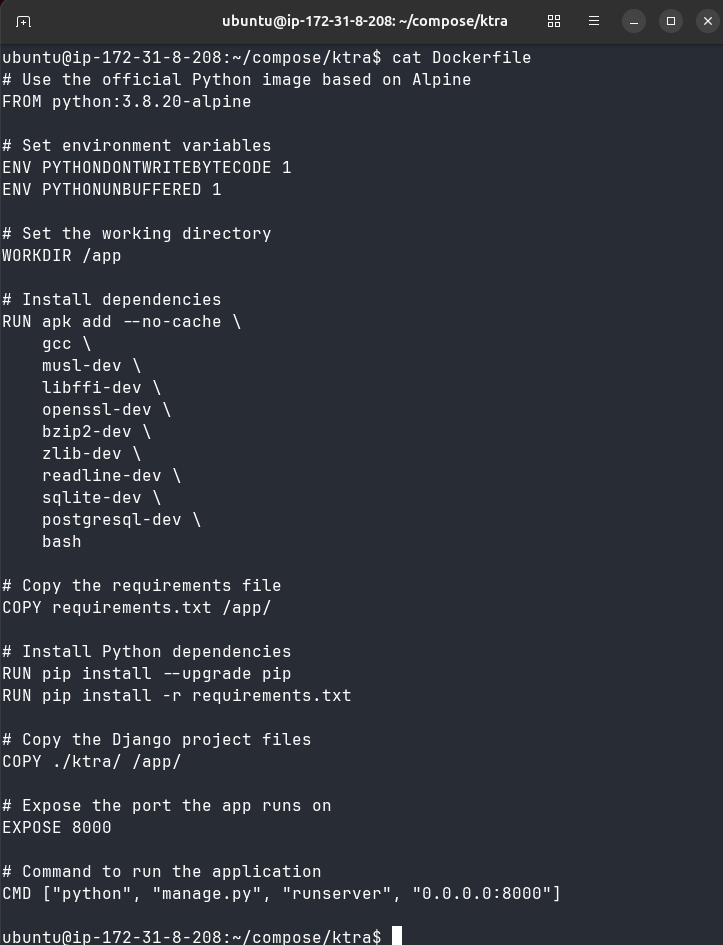 ubuntu@ip-172-31-8-208: ~/compose/ktra
ubuntu@ip-172-31-8-208:~/compose/ktra$ cat Dockerfile
# Use the official Python image based on Alpine
FROM python:3.8.20-alpine

# Set environment variables
ENV PYTHONDONTWRITEBYTECODE 1
ENV PYTHONUNBUFFERED 1

# Set the working directory
WORKDIR /app

# Install dependencies
RUN apk add --no-cache \
    gcc \
    musl-dev \
    libffi-dev \
    openssl-dev \
    bzip2-dev \
    zlib-dev \
    readline-dev \
    sqlite-dev \
    postgresql-dev \
    bash

# Copy the requirements file
COPY requirements.txt /app/

# Install Python dependencies
RUN pip install --upgrade pip
RUN pip install -r requirements.txt

# Copy the Django project files
COPY ./ktra/ /app/

# Expose the port the app runs on
EXPOSE 8000

# Command to run the application
CMD ["python", "manage.py", "runserver", "0.0.0.0:8000"]

ubuntu@ip-172-31-8-208:~/compose/ktra$